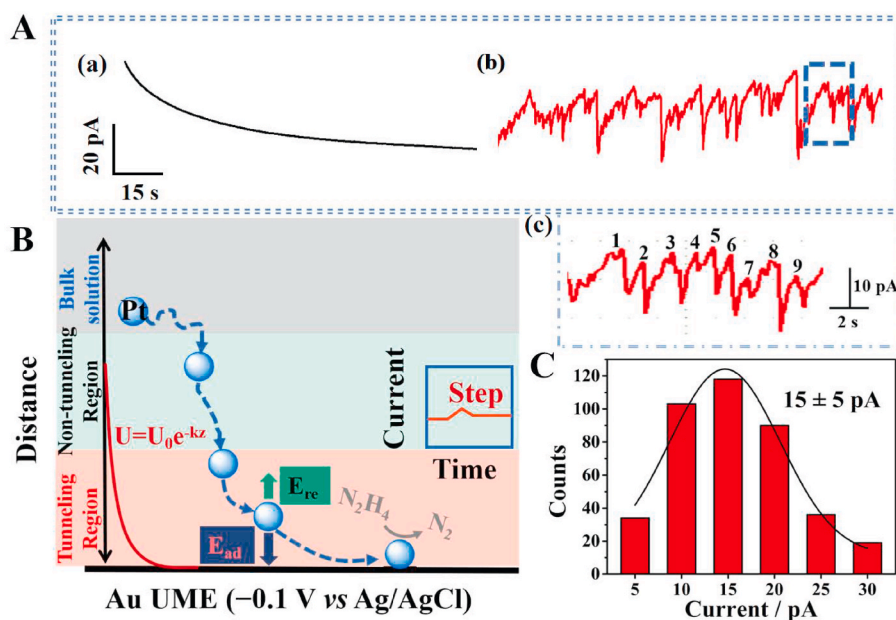 A
(a)
20 pA
15 s
(b)
(c)
1 2 3 4 5 6 7 8 9
10 pA
2 s
B
Distance
Bulk
solution
Non-tunneling
Region
Tunneling
Region
Pt
U=U₀e⁻ᵏᶻ
Current
Step
Time
E_re
E_ad
N₂H₄
N₂
Au UME (−0.1 V vs Ag/AgCl)
C
15 ± 5 pA
Counts
120
100
80
60
40
20
0
5 10 15 20 25 30
Current / pA